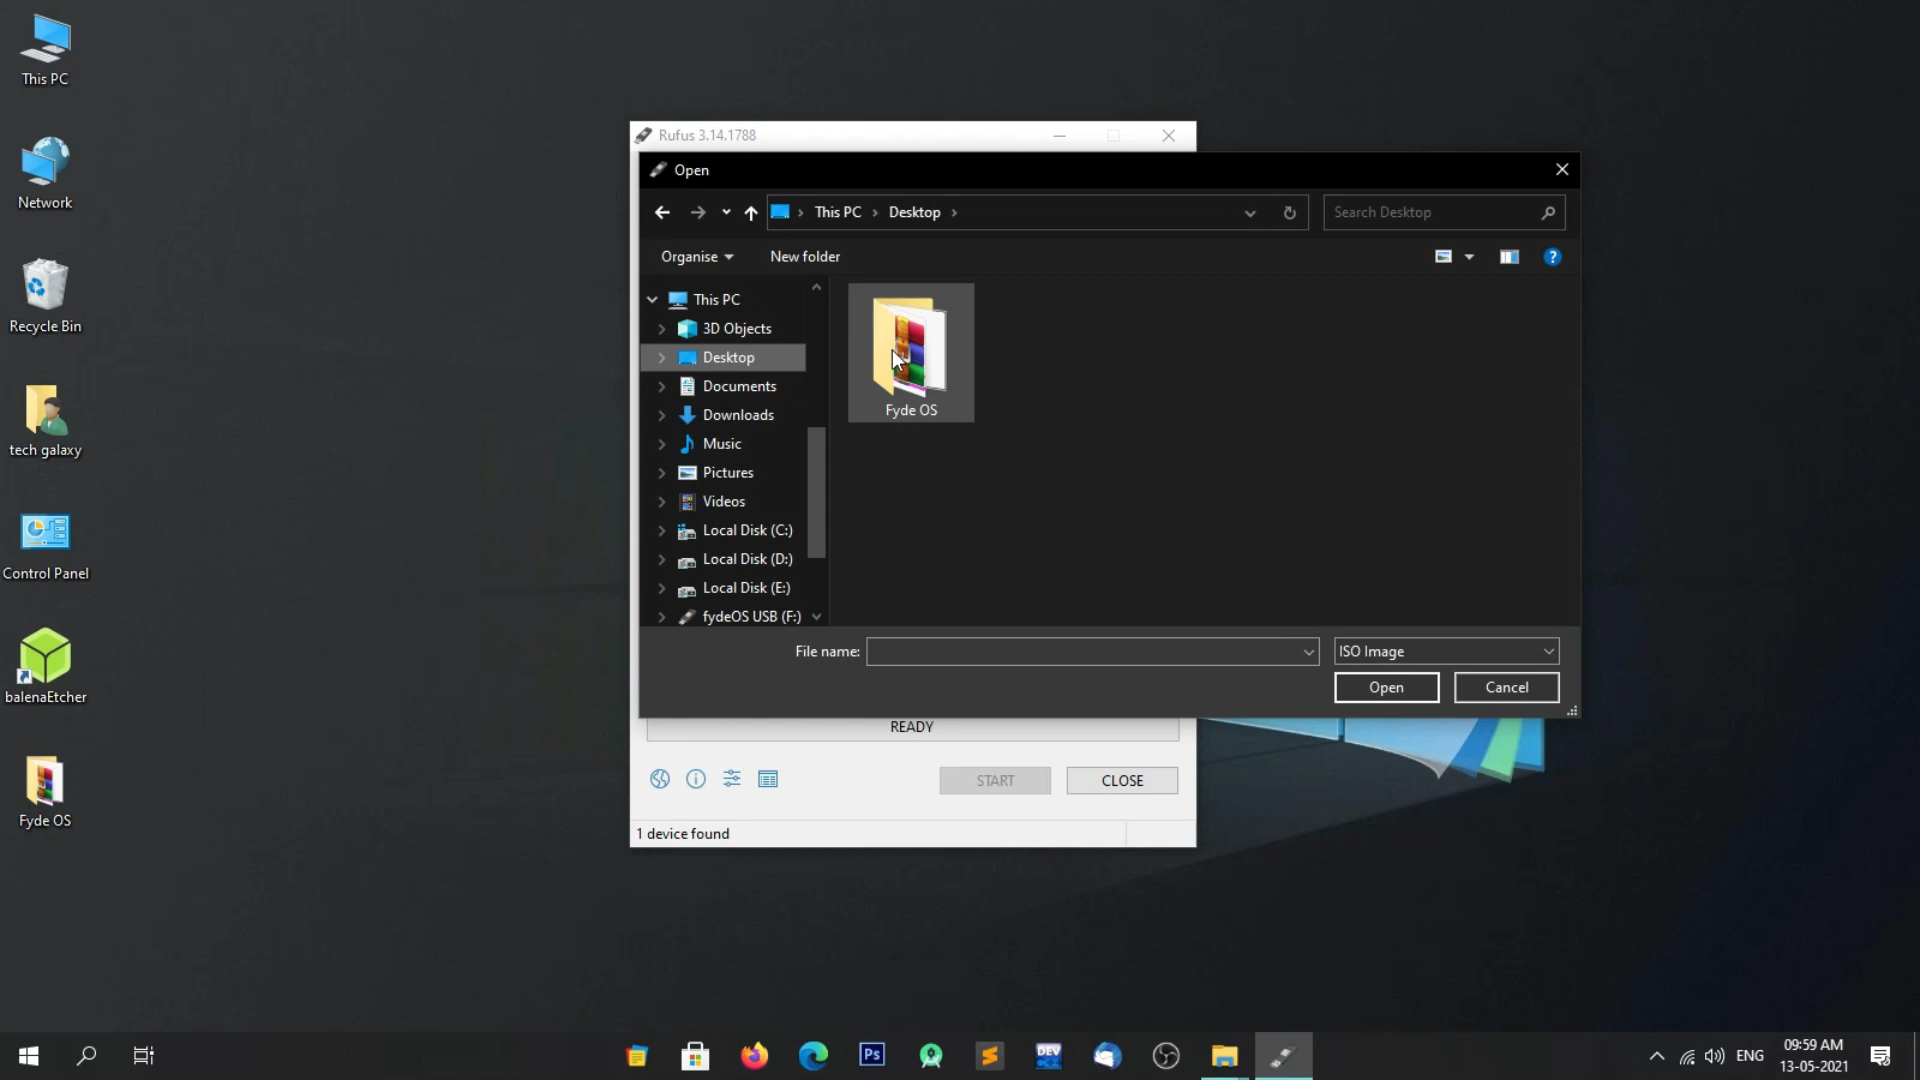 This PC
Network
Recycle Bin
tech galaxy
Control Panel
balenaEtcher
Fyde OS
Rufus 3.14.1788
Open
This PC
Desktop
Search Desktop
Organise
New folder
?
This PC
3D Objects
Desktop
Documents
Downloads
Music
Pictures
Videos
Local Disk (C:)
Local Disk (D:)
Local Disk (E:)
fydeOS USB (F:)
Fyde OS
File name:
ISO Image
Open
Cancel
READY
START
CLOSE
1 device found
Ps
DEV
ENG
09:59 AM
13-05-2021